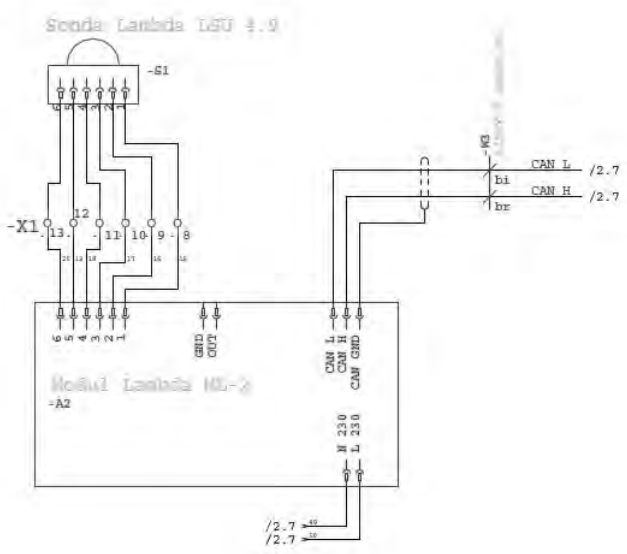 Sonda Lambda LSU 4.9
-S1
6 5 4 3 2 1
-W3
CAN L /2.7
bi
CAN H /2.7
br
-X1
13 12 11 10 9 8
6 5 4 3 2 1
GND OUT
CAN L CAN H CAN GND
Modul Lambda ML-2
-A2
N 230 L 230
/2.7
/2.7